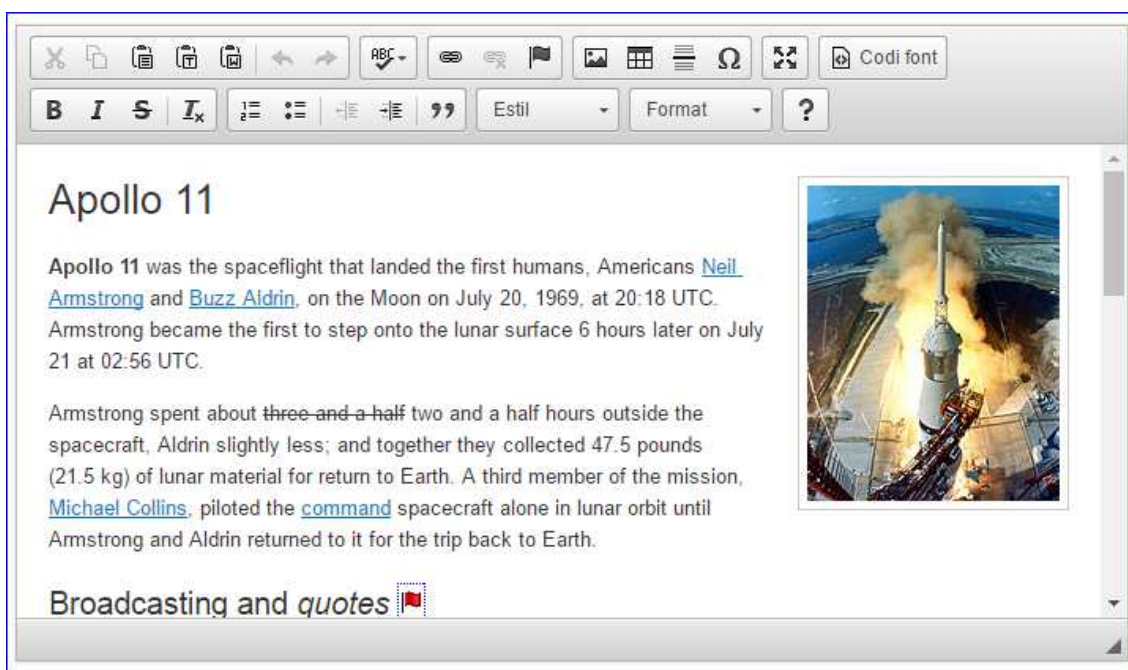 ABC
Ω
Codi font
B I S Ix
Estil
Format
?
Apollo 11
Apollo 11 was the spaceflight that landed the first humans, Americans Neil
Armstrong and Buzz Aldrin, on the Moon on July 20, 1969, at 20:18 UTC.
Armstrong became the first to step onto the lunar surface 6 hours later on July
21 at 02:56 UTC.
Armstrong spent about three and a half two and a half hours outside the
spacecraft, Aldrin slightly less; and together they collected 47.5 pounds
(21.5 kg) of lunar material for return to Earth. A third member of the mission,
Michael Collins, piloted the command spacecraft alone in lunar orbit until
Armstrong and Aldrin returned to it for the trip back to Earth.
Broadcasting and quotes